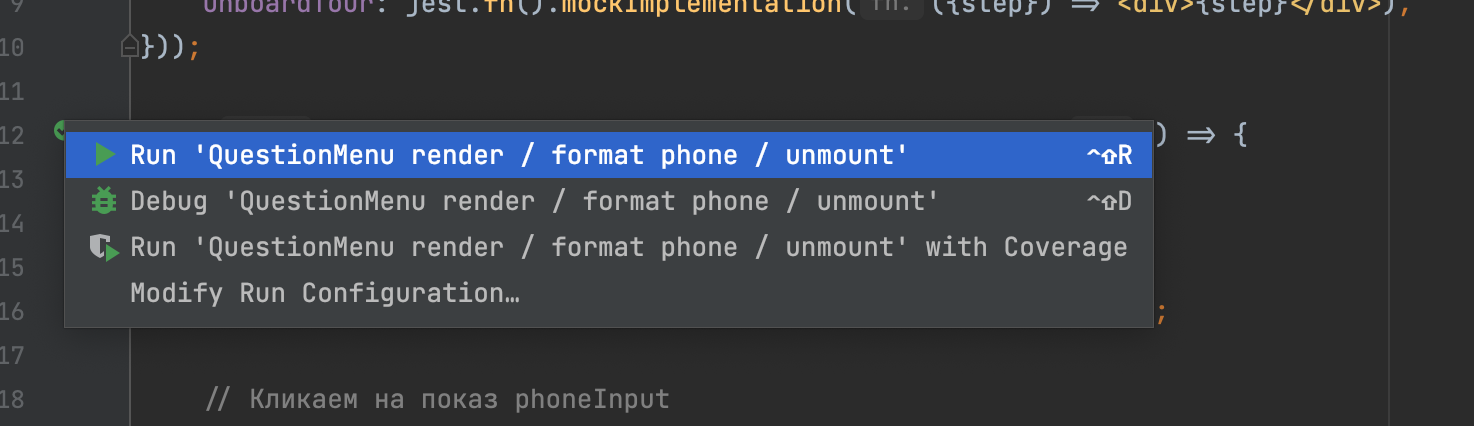 9 onboardTour: jest.fn().mockImplementation( fn: ({step}) => <div>{step}</div>),
10 }));
11
12 ) => {
Run 'QuestionMenu render / format phone / unmount' ^⇧R
13
Debug 'QuestionMenu render / format phone / unmount' ^⇧D
14
Run 'QuestionMenu render / format phone / unmount' with Coverage
15
Modify Run Configuration…
16 ;
17
18 // Кликаем на показ phoneInput